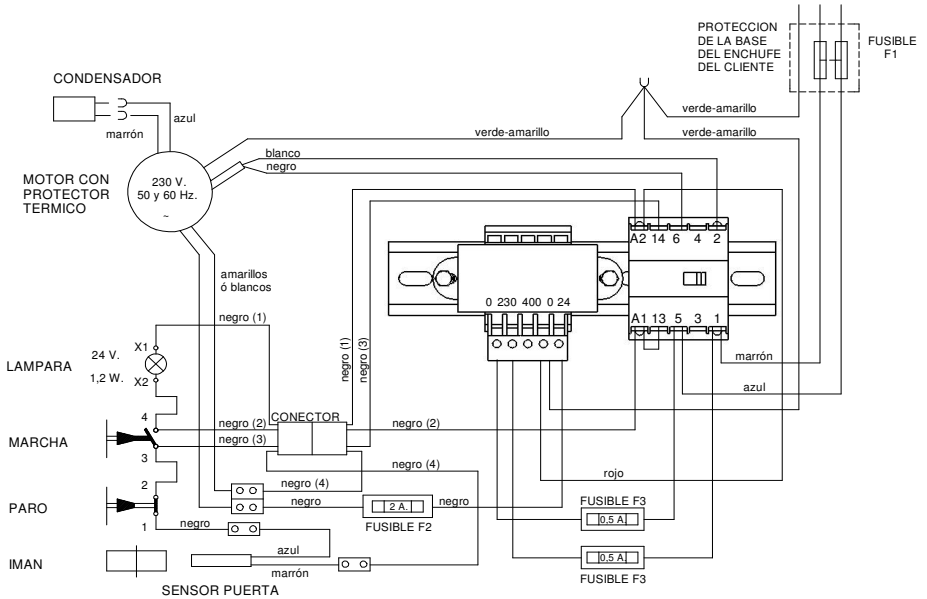 PROTECCION
DE LA BASE
DEL ENCHUFE
DEL CLIENTE
FUSIBLE
F1
CONDENSADOR
azul
marrón
verde-amarillo
verde-amarillo
verde-amarillo
blanco
negro
MOTOR CON
PROTECTOR
TERMICO
230 V.
50 y 60 Hz.
~
A2 14 6 4 2
amarillos
ó blancos
0 230 400 0 24
A1 13 5 3 1
negro (1)
negro (1)
negro (3)
marrón
azul
LAMPARA
24 V.
1,2 W.
X1
X2
CONECTOR
4
negro (2)
negro (2)
MARCHA
negro (3)
3
negro (4)
rojo
2
negro (4)
PARO
negro
2 A.
negro
FUSIBLE F2
FUSIBLE F3
0,5 A.
1
negro
azul
0,5 A.
FUSIBLE F3
IMAN
marrón
SENSOR PUERTA